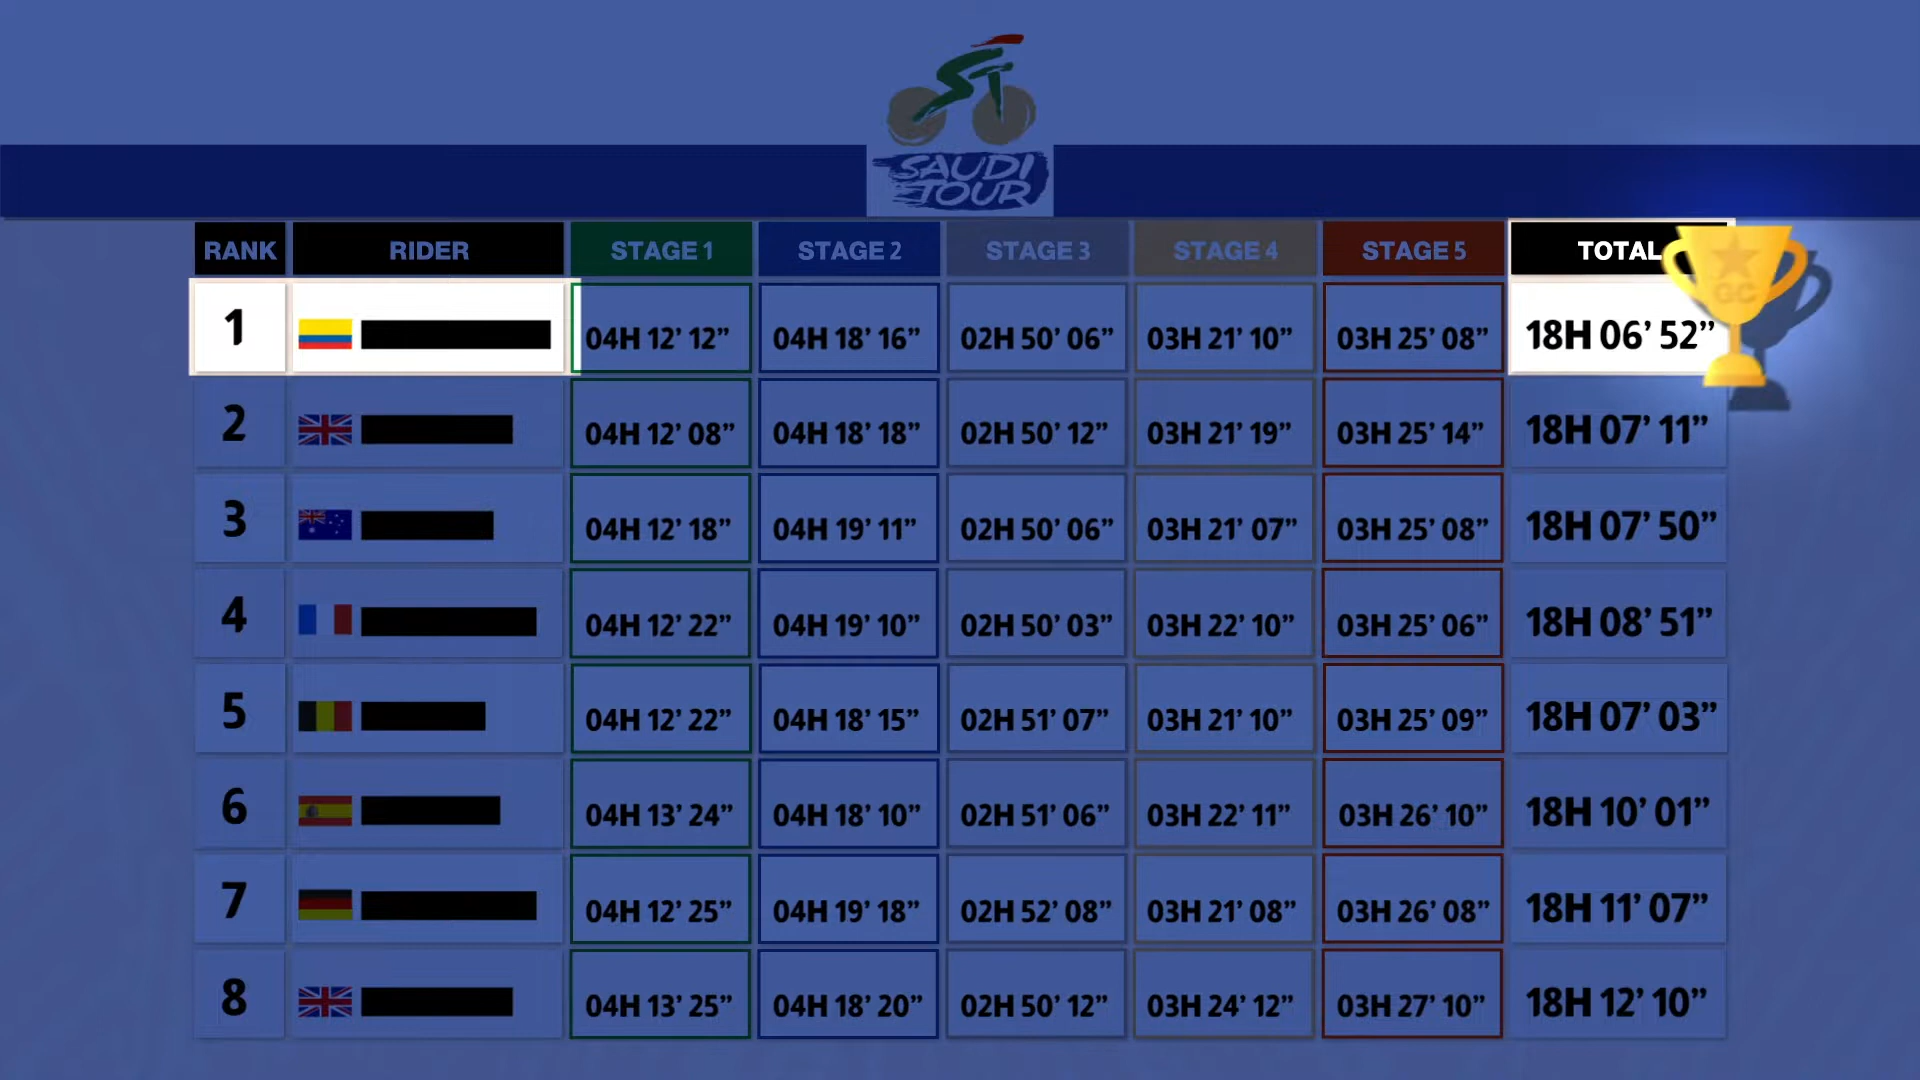 SAUDI
TOUR
RANK RIDER STAGE 1 STAGE 2 STAGE 3 STAGE 4 STAGE 5 TOTAL
GC
1 04H 12’ 12” 04H 18’ 16” 02H 50’ 06” 03H 21’ 10” 03H 25’ 08” 18H 06’ 52”
2 04H 12’ 08” 04H 18’ 18” 02H 50’ 12” 03H 21’ 19” 03H 25’ 14” 18H 07’ 11”
3 04H 12’ 18” 04H 19’ 11” 02H 50’ 06” 03H 21’ 07” 03H 25’ 08” 18H 07’ 50”
4 04H 12’ 22” 04H 19’ 10” 02H 50’ 03” 03H 22’ 10” 03H 25’ 06” 18H 08’ 51”
5 04H 12’ 22” 04H 18’ 15” 02H 51’ 07” 03H 21’ 10” 03H 25’ 09” 18H 07’ 03”
6 04H 13’ 24” 04H 18’ 10” 02H 51’ 06” 03H 22’ 11” 03H 26’ 10” 18H 10’ 01”
7 04H 12’ 25” 04H 19’ 18” 02H 52’ 08” 03H 21’ 08” 03H 26’ 08” 18H 11’ 07”
8 04H 13’ 25” 04H 18’ 20” 02H 50’ 12” 03H 24’ 12” 03H 27’ 10” 18H 12’ 10”